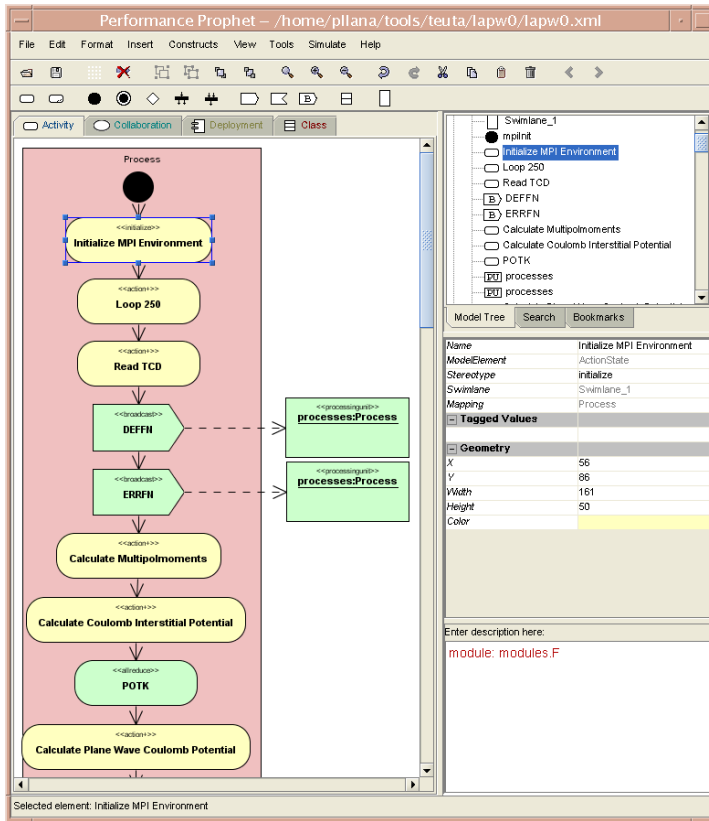 Performance Prophet – /home/pllana/tools/teuta/lapw0/lapw0.xml
File Edit Format Insert Constructs View Tools Simulate Help
B
Activity Collaboration Deployment Class
Process
<<initialize>>
Initialize MPI Environment
<<action+>>
Loop 250
<<action+>>
Read TCD
<<broadcast>>
DEFFN
<<processingunit>>
processes:Process
<<broadcast>>
ERRFN
<<processingunit>>
processes:Process
<<action+>>
Calculate Multipolmoments
<<action+>>
Calculate Coulomb Interstitial Potential
<<allreduce>>
POTK
<<action+>>
Calculate Plane Wave Coulomb Potential
Swimlane_1
mpiInit
Initialize MPI Environment
Loop 250
Read TCD
B DEFFN
B ERRFN
Calculate Multipolmoments
Calculate Coulomb Interstitial Potential
POTK
PU processes
PU processes
Model Tree Search Bookmarks
Name Initialize MPI Environment
ModelElement ActionState
Stereotype initialize
Swimlane Swimlane_1
Mapping Process
Tagged Values
Geometry
X 56
Y 86
Width 161
Height 50
Color
Enter description here:
module: modules.F
Selected element: Initialize MPI Environment